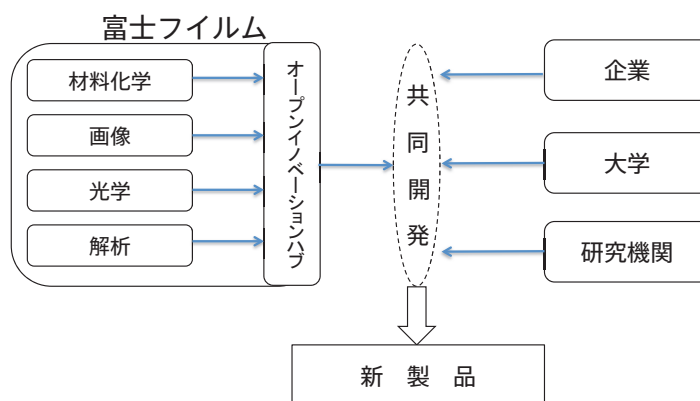 富士フイルム
材料化学
画像
光学
解析
オープンイノベーションハブ
共同開発
企業
大学
研究機関
新 製 品